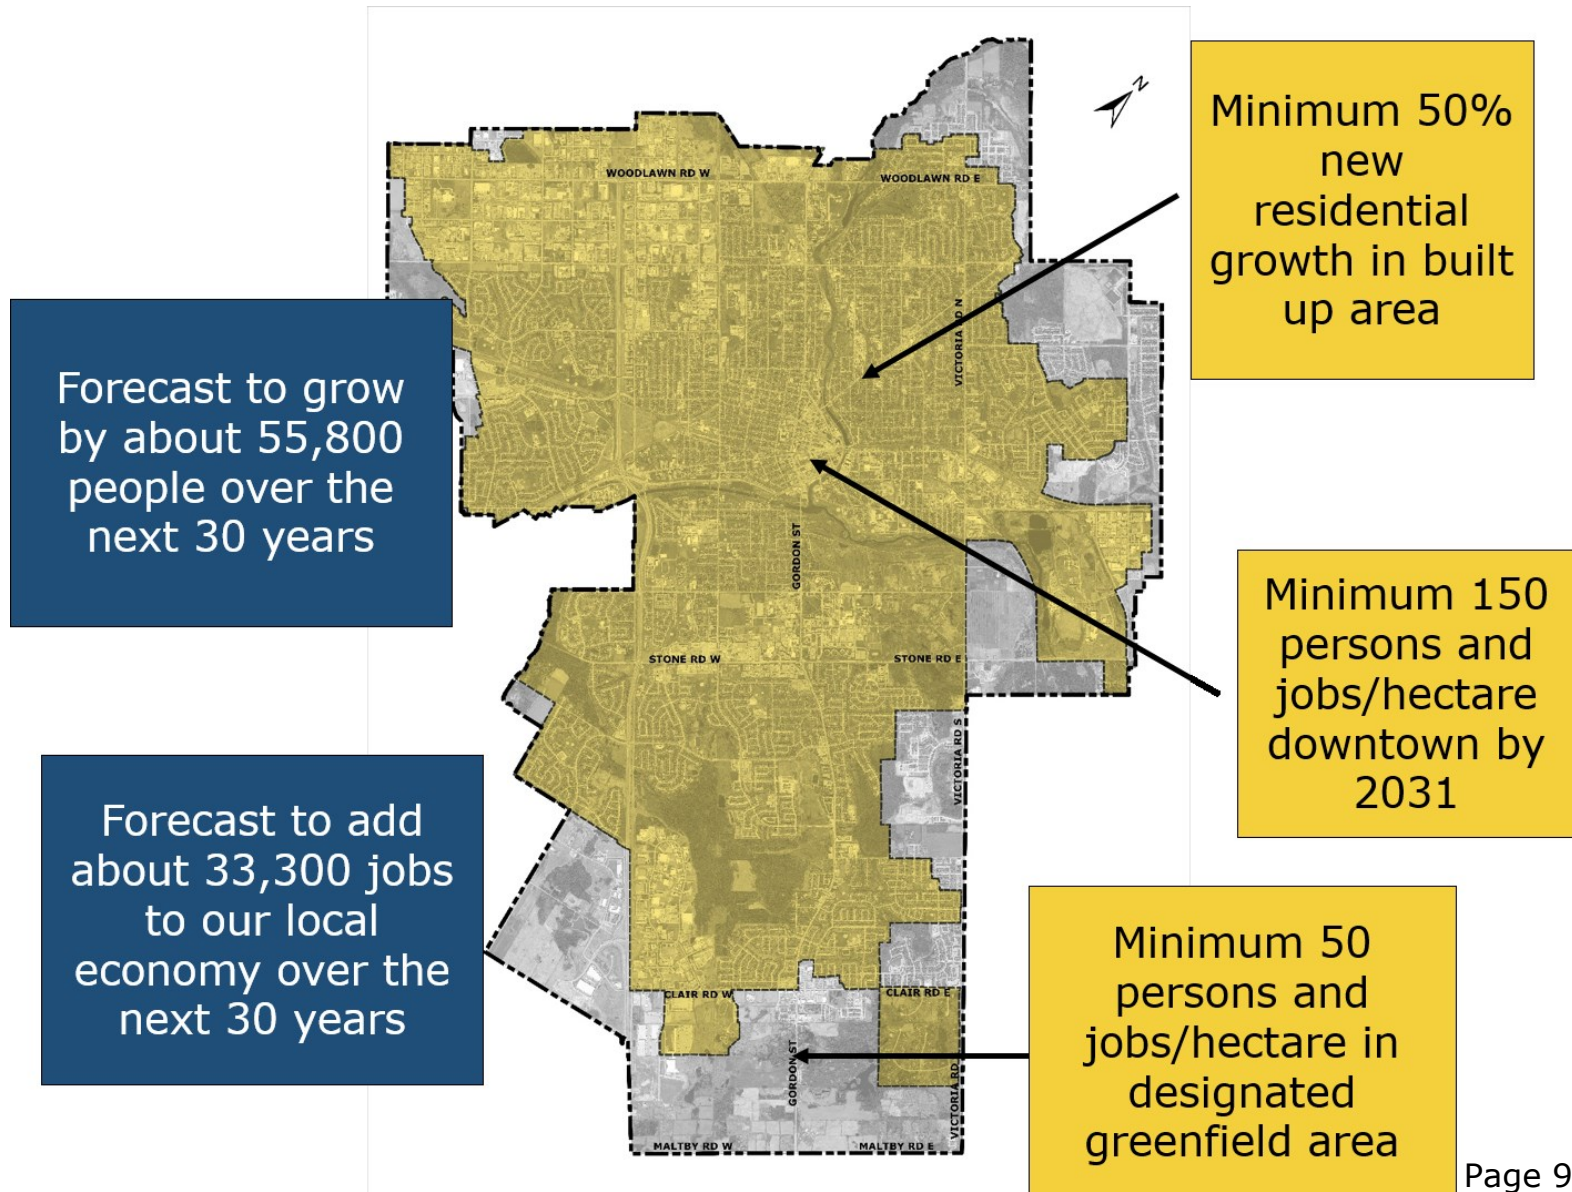 N
Minimum 50%
new
residential
growth in built
up area
WOODLAWN RD W
WOODLAWN RD E
VICTORIA RD N
Forecast to grow
by about 55,800
people over the
next 30 years
GORDON ST
Minimum 150
persons and
jobs/hectare
downtown by
2031
STONE RD W
STONE RD E
VICTORIA RD S
Forecast to add
about 33,300 jobs
to our local
economy over the
next 30 years
CLAIR RD W
CLAIR RD E
Minimum 50
persons and
jobs/hectare in
designated
greenfield area
GORDON ST
VICTORIA RD
MALTBY RD W
MALTBY RD E
Page 9